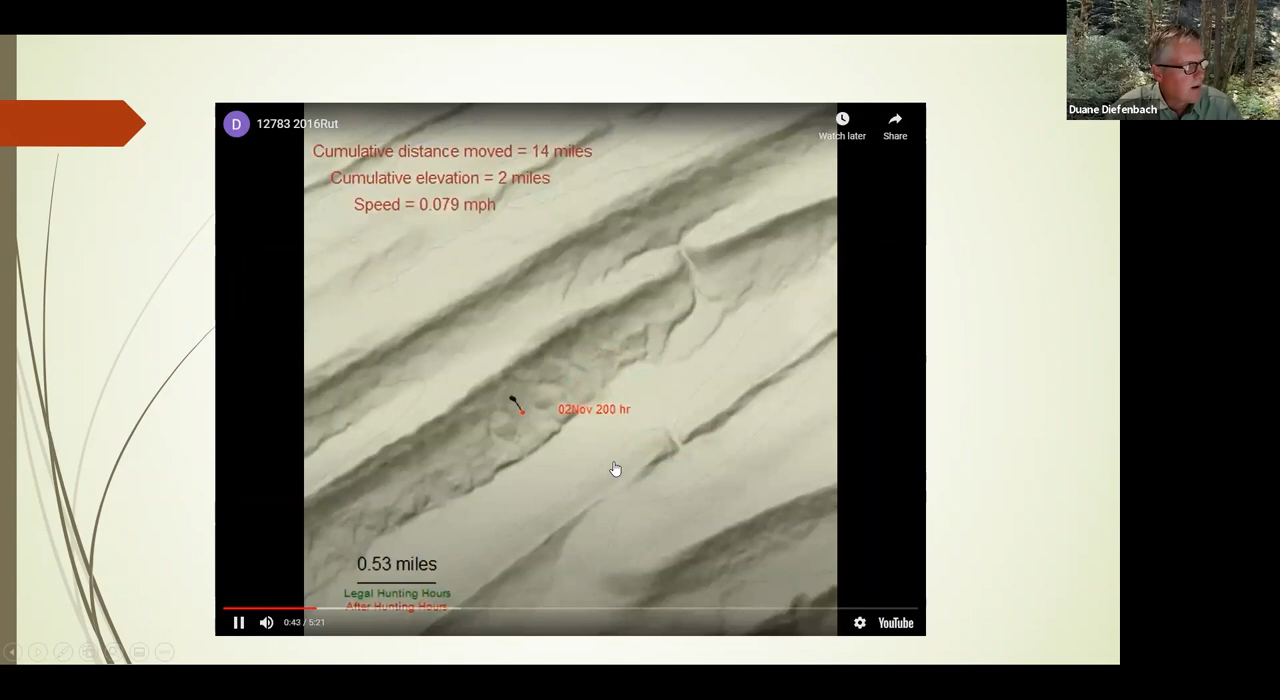 Duane Diefenbach
D
12783 2016Rut
Watch later
Share
Cumulative distance moved = 14 miles
Cumulative elevation = 2 miles
Speed = 0.079 mph
02Nov 200 hr
0.53 miles
Legal Hunting Hours
After Hunting Hours
0:43 / 5:21
YouTube